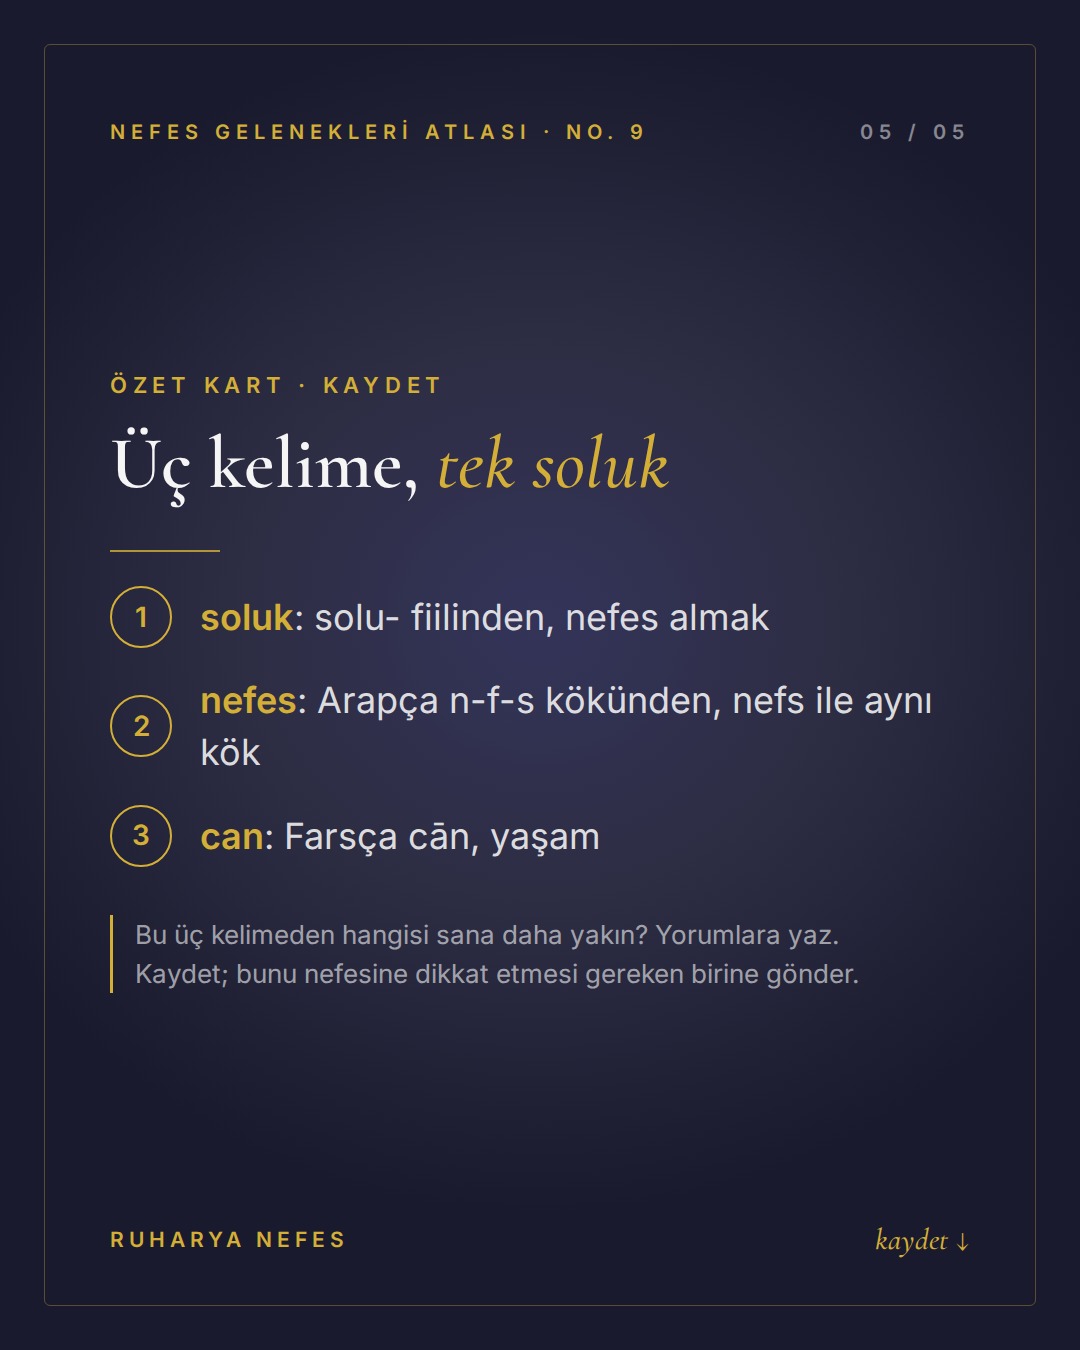 NEFES GELENEKLERİ ATLASI · NO. 9
05 / 05
ÖZET KART · KAYDET
Üç kelime, tek soluk
1 soluk: solu- fiilinden, nefes almak
2 nefes: Arapça n-f-s kökünden, nefs ile aynı
kök
3 can: Farsça cān, yaşam
Bu üç kelimeden hangisi sana daha yakın? Yorumlara yaz.
Kaydet; bunu nefesine dikkat etmesi gereken birine gönder.
RUHARYA NEFES
kaydet ↓